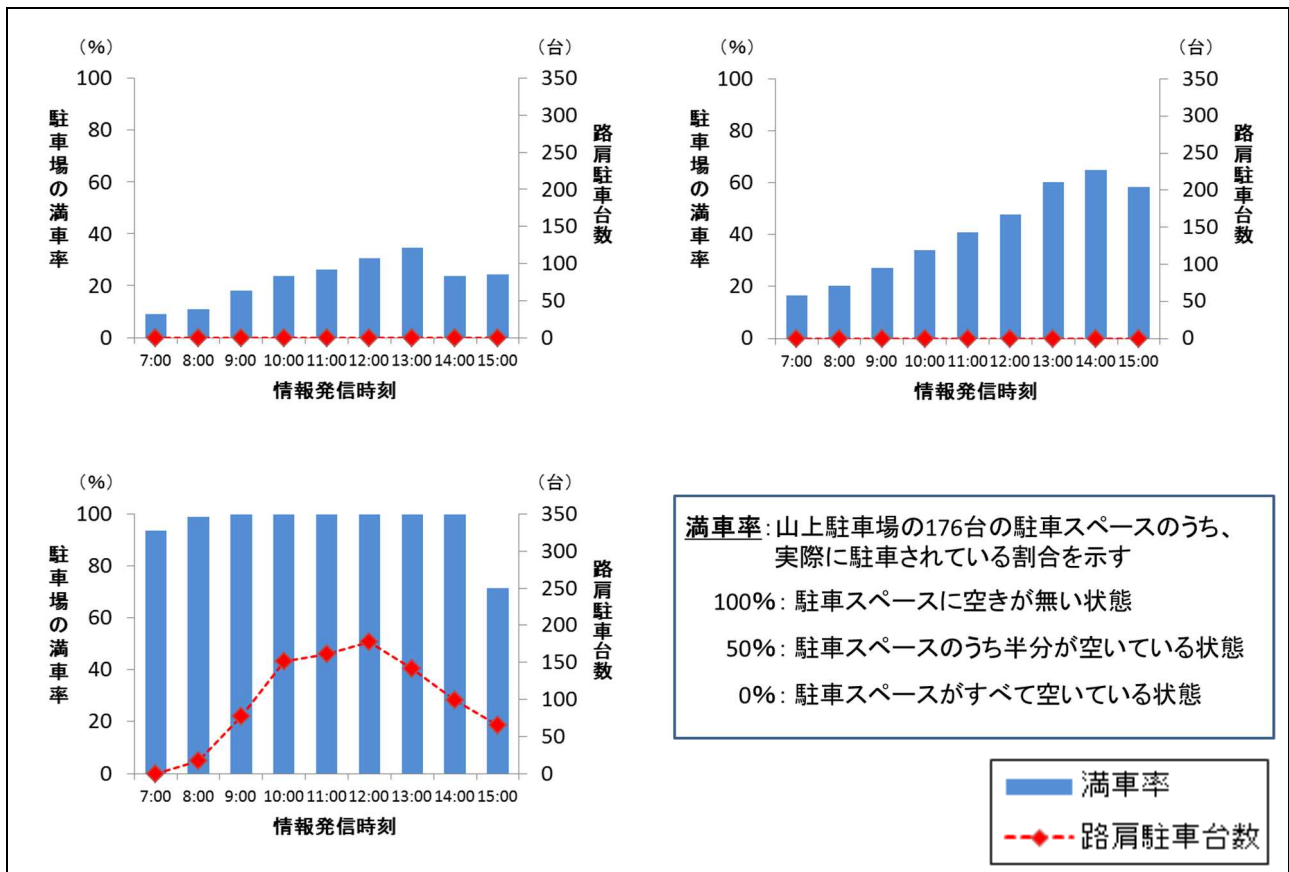 （%）
（台）
100
80
60
40
20
0
駐車場の満車率
350
300
250
200
150
100
50
0
路肩駐車台数
7:00 8:00 9:00 10:00 11:00 12:00 13:00 14:00 15:00
情報発信時刻
（%）
（台）
100
80
60
40
20
0
駐車場の満車率
350
300
250
200
150
100
50
0
路肩駐車台数
7:00 8:00 9:00 10:00 11:00 12:00 13:00 14:00 15:00
情報発信時刻
（%）
（台）
100
80
60
40
20
0
駐車場の満車率
350
300
250
200
150
100
50
0
路肩駐車台数
7:00 8:00 9:00 10:00 11:00 12:00 13:00 14:00 15:00
情報発信時刻
満車率：山上駐車場の176台の駐車スペースのうち、
実際に駐車されている割合を示す
100%：駐車スペースに空きが無い状態
50%：駐車スペースのうち半分が空いている状態
0%：駐車スペースがすべて空いている状態
満車率
路肩駐車台数